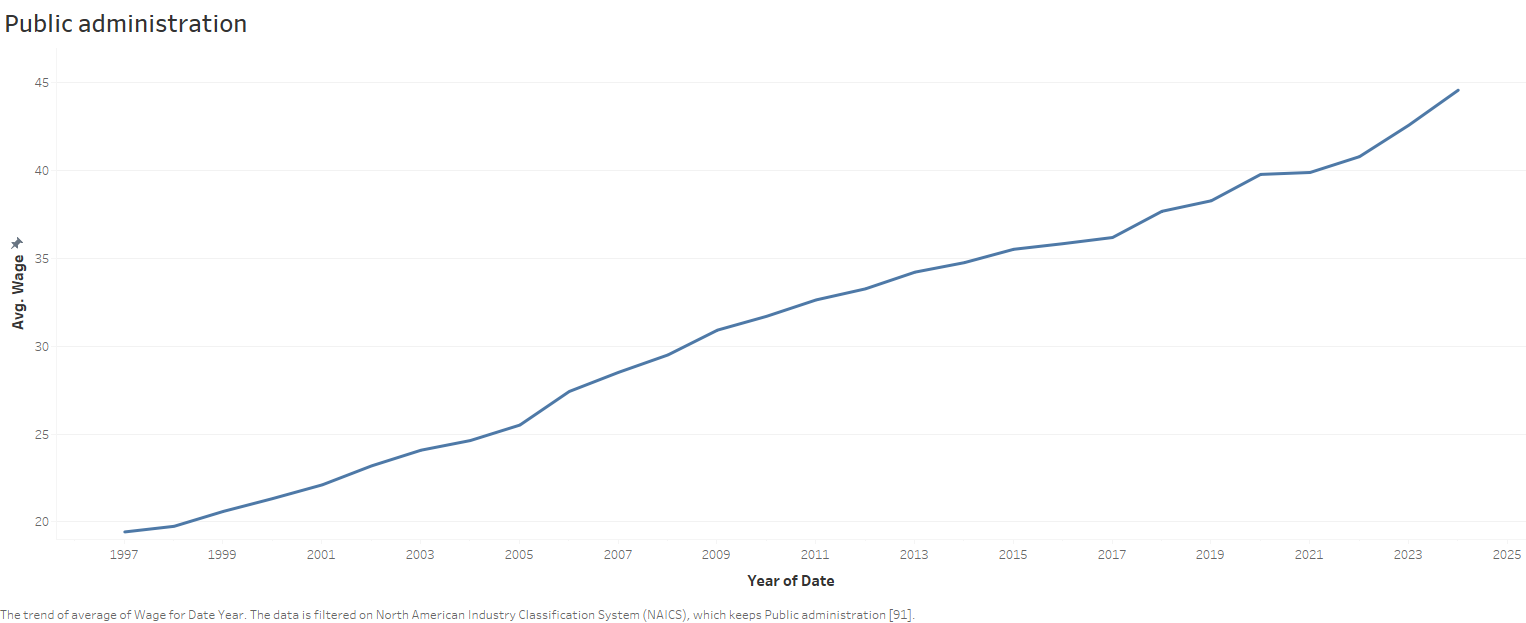 Public administration
45
40
35
30
25
20
Avg. Wage
1997 1999 2001 2003 2005 2007 2009 2011 2013 2015 2017 2019 2021 2023 2025
Year of Date
The trend of average of Wage for Date Year. The data is filtered on North American Industry Classification System (NAICS), which keeps Public administration [91].